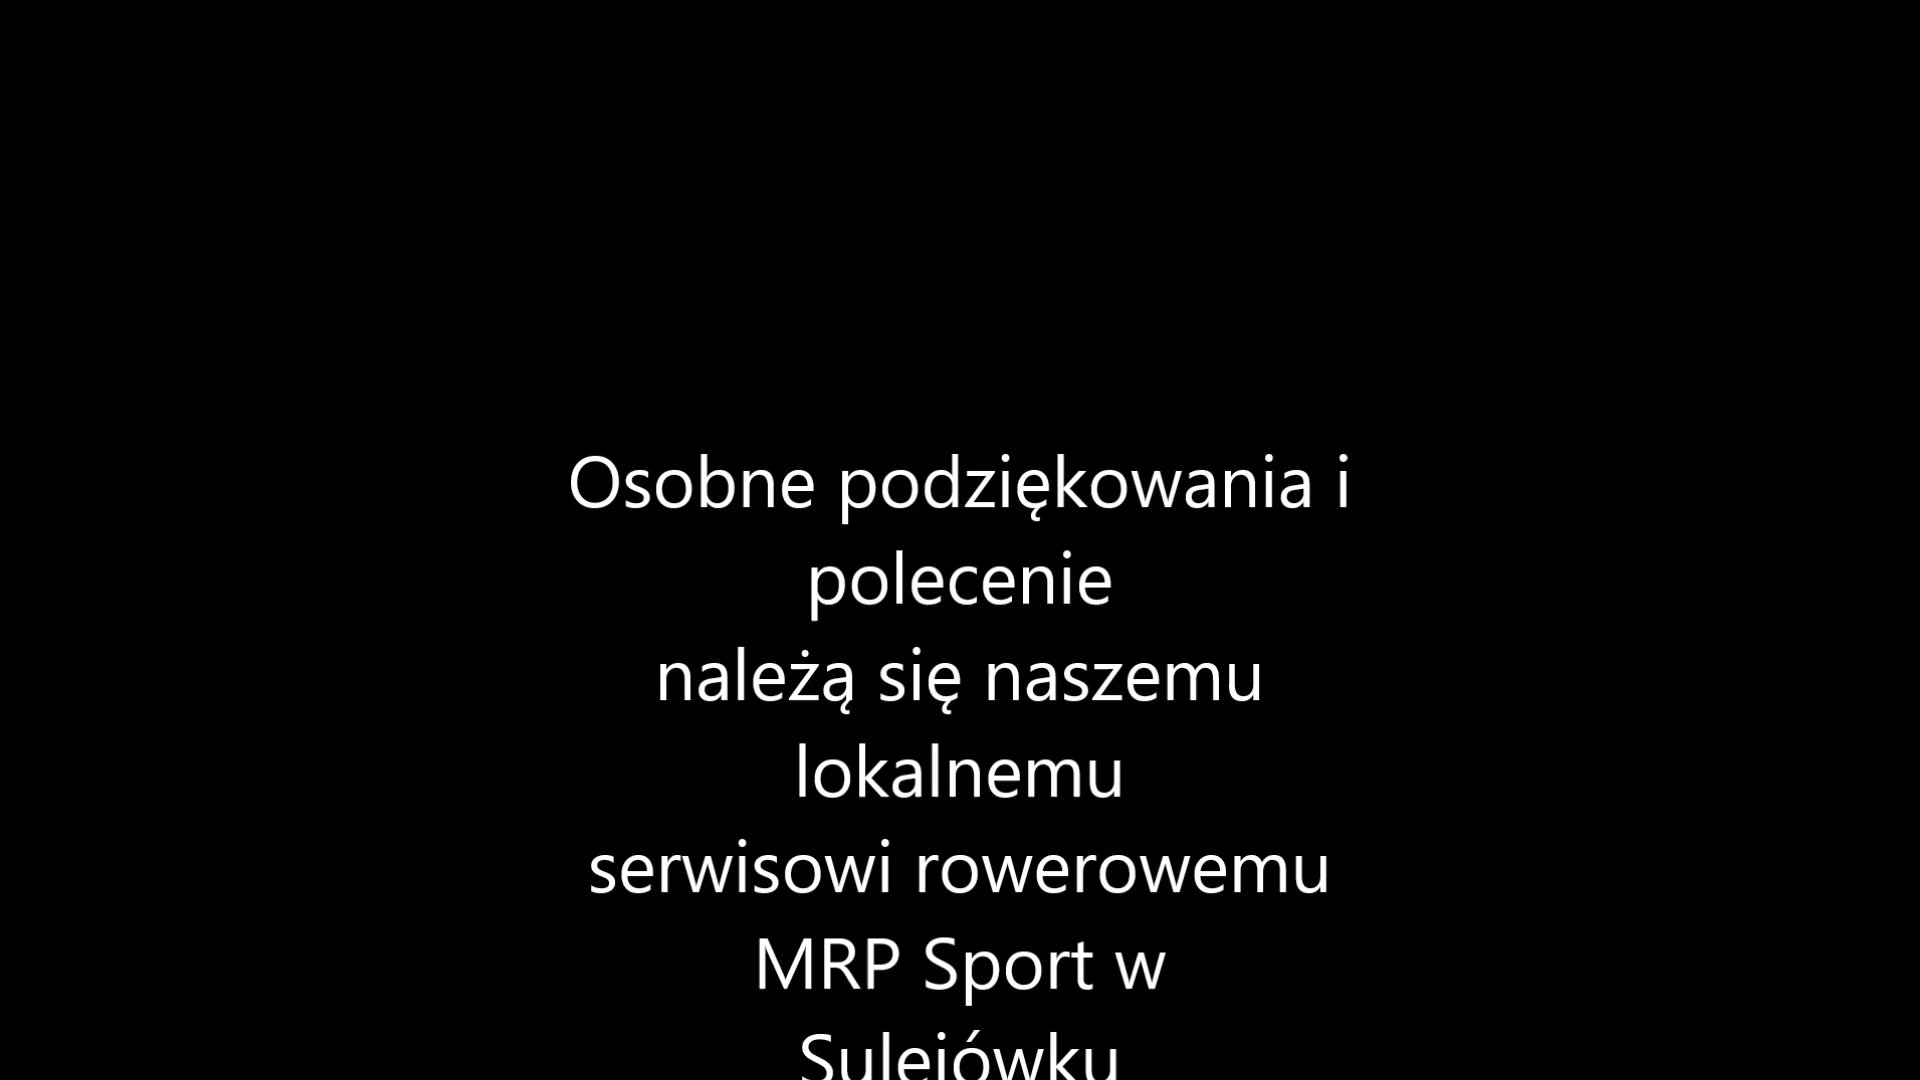 Osobne podziękowania i
polecenie
należą się naszemu
lokalnemu
serwisowi rowerowemu
MRP Sport w
Sulejówku